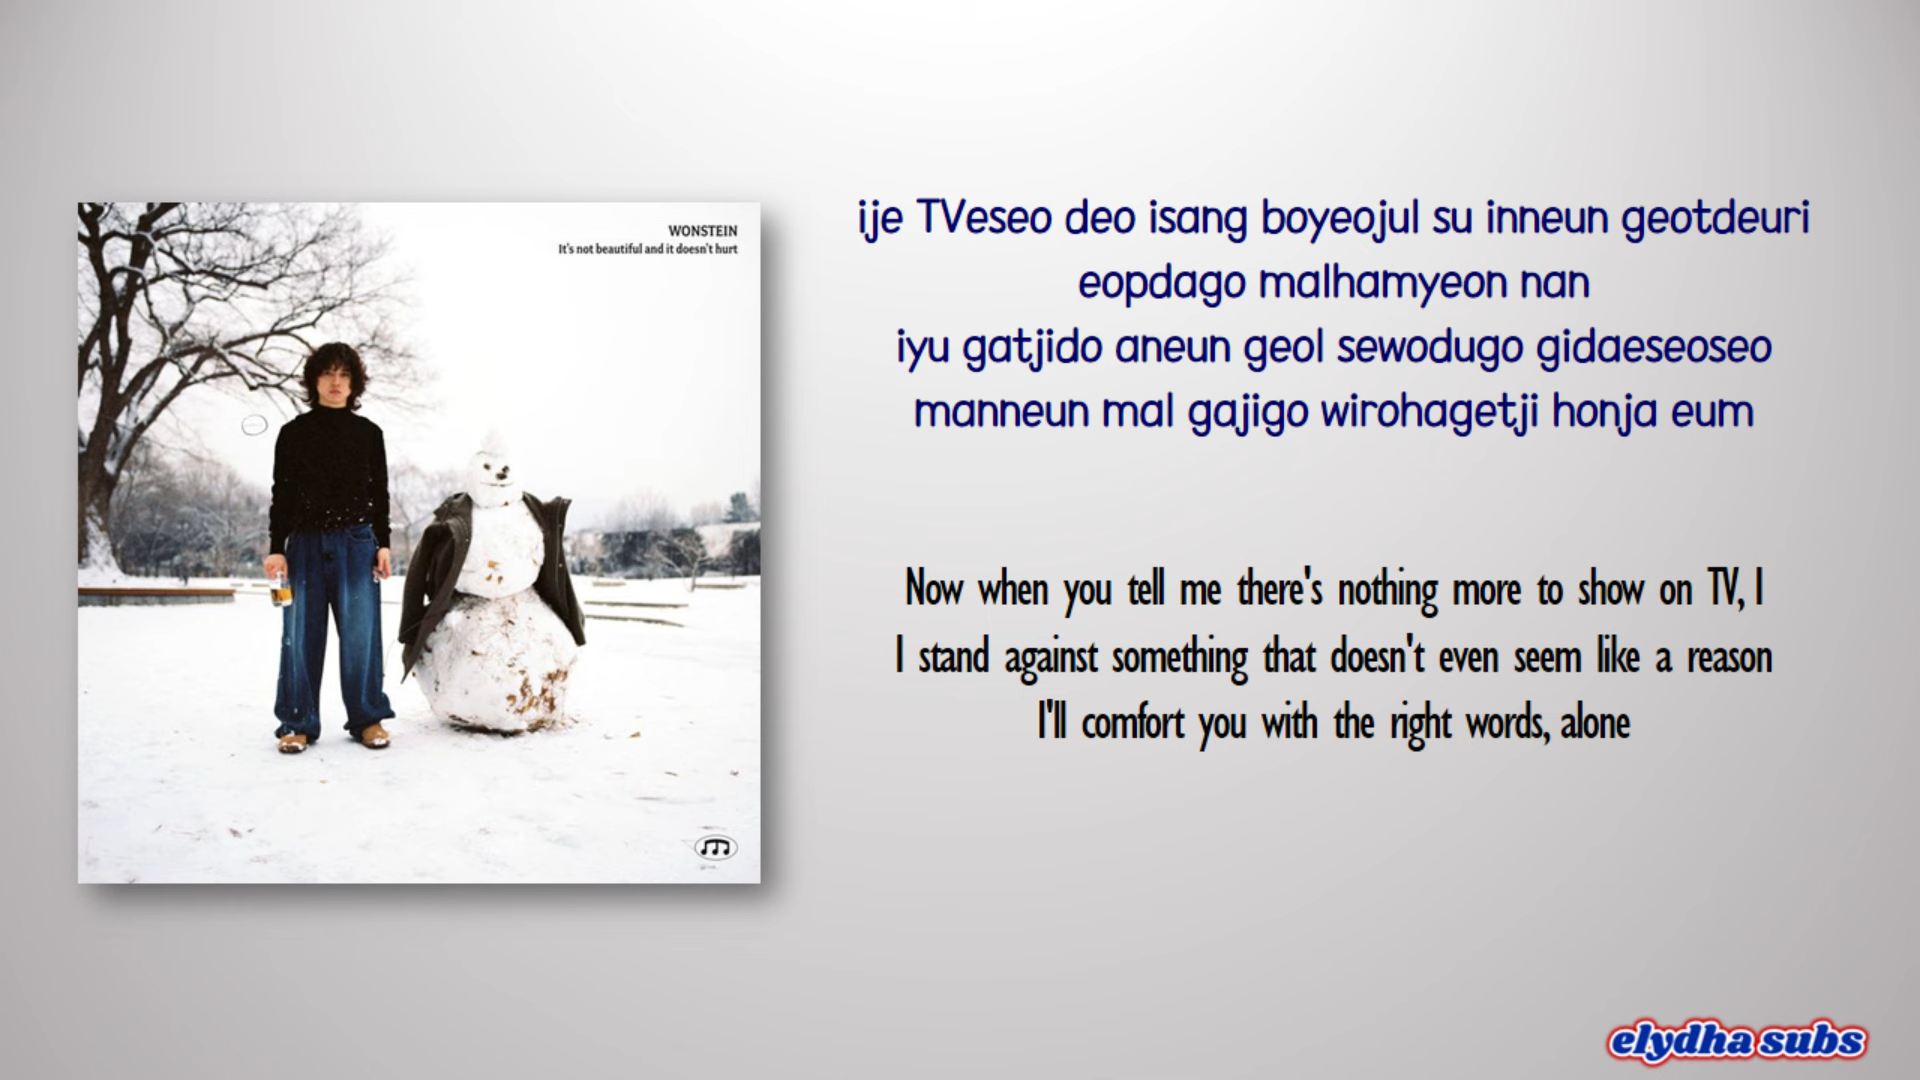 WONSTEIN
It's not beautiful and it doesn't hurt
ije TVeseo deo isang boyeojul su inneun geotdeuri
eopdago malhamyeon nan
iyu gatjido aneun geol sewodugo gidaeseoseo
manneun mal gajigo wirohagetji honja eum
Now when you tell me there's nothing more to show on TV, I
I stand against something that doesn't even seem like a reason
I'll comfort you with the right words, alone
elydha subs